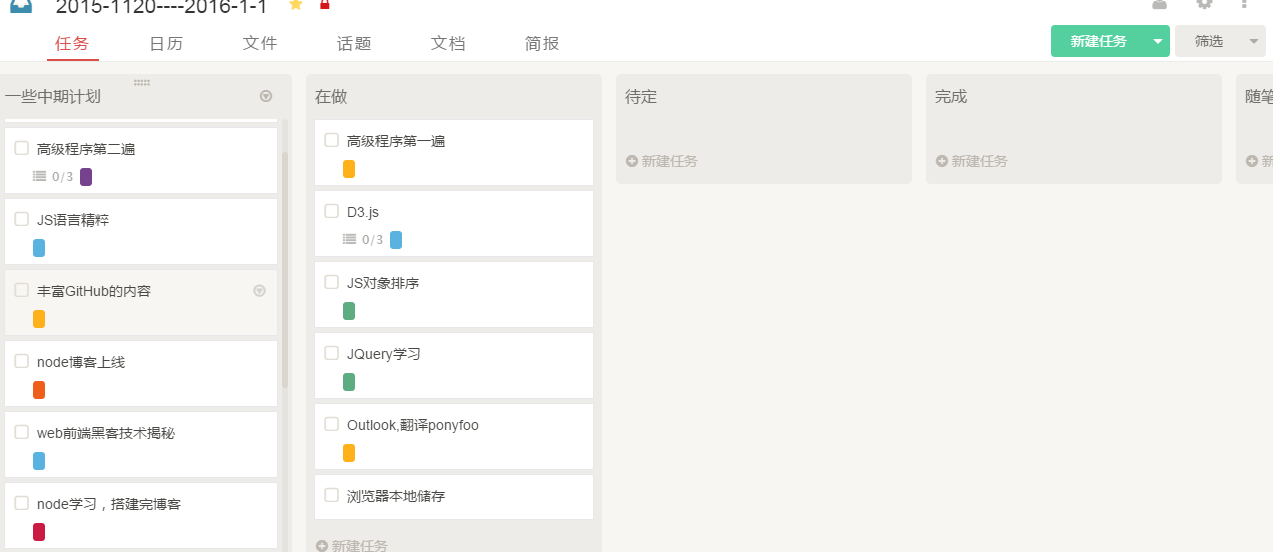 2015-1120----2016-1-1
任务 日历 文件 话题 文档 简报
新建任务 筛选
一些中期计划
高级程序第二遍
0/3
JS语言精粹
丰富GitHub的内容
node博客上线
web前端黑客技术揭秘
node学习，搭建完博客
在做
高级程序第一遍
D3.js
0/3
JS对象排序
JQuery学习
Outlook,翻译ponyfoo
浏览器本地储存
新建任务
待定
新建任务
完成
新建任务
随笔
新